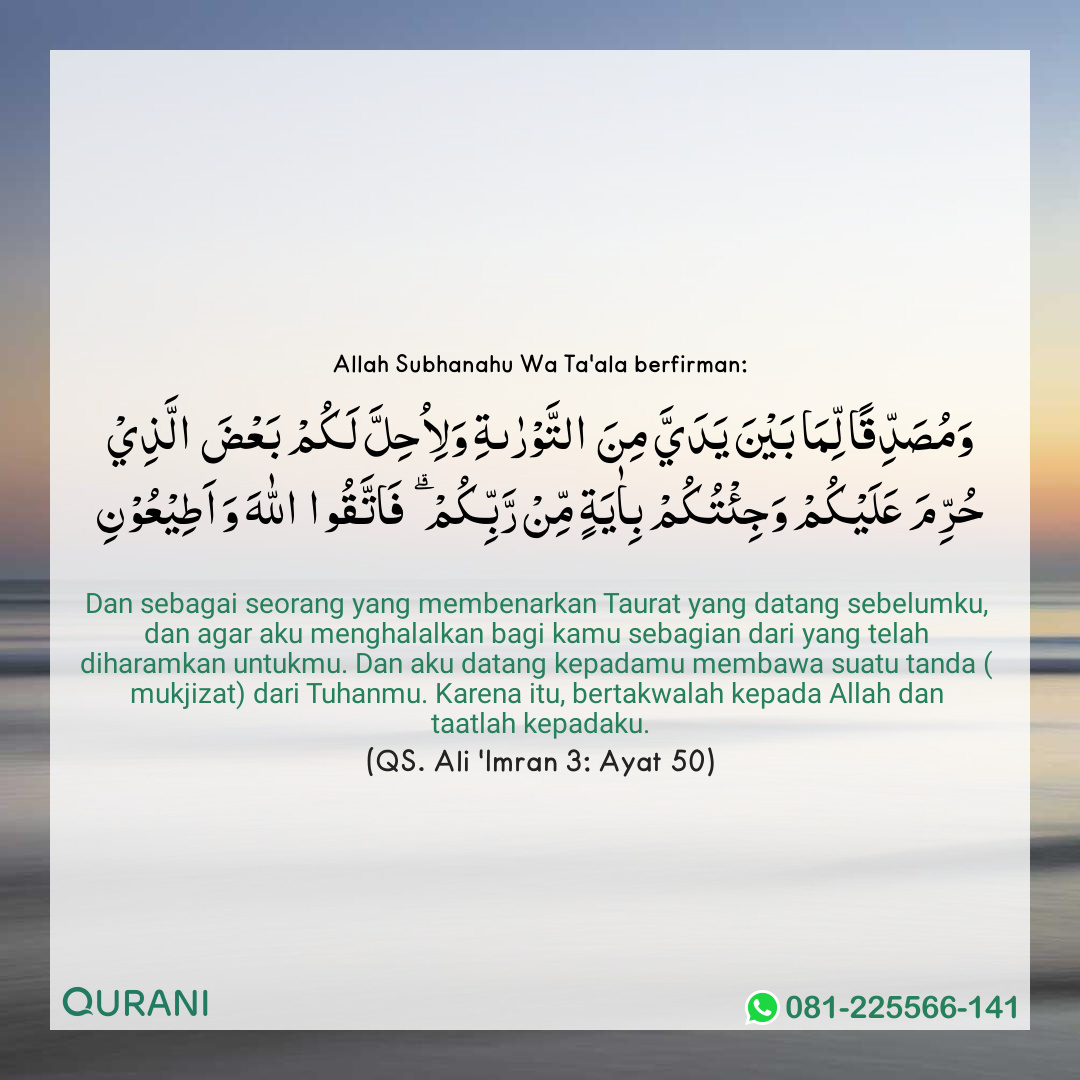 Allah Subhanahu Wa Ta'ala berfirman:
وَمُصَدِّقًا لِّمَا بَيْنَ يَدَيَّ مِنَ التَّوْرٰٮةِ وَلِاُحِلَّ لَكُمْ بَعْضَ الَّذِيْ
حُرِّمَ عَلَيْكُمْ وَجِئْتُكُمْ بِاٰيَةٍ مِّنْ رَّبِّكُمْ ۗ فَاتَّقُوا اللّٰهَ وَاَطِيْعُوْنِ
Dan sebagai seorang yang membenarkan Taurat yang datang sebelumku,
dan agar aku menghalalkan bagi kamu sebagian dari yang telah
diharamkan untukmu. Dan aku datang kepadamu membawa suatu tanda (
mukjizat) dari Tuhanmu. Karena itu, bertakwalah kepada Allah dan
taatlah kepadaku.
(QS. Ali 'Imran 3: Ayat 50)
QURANI
081-225566-141